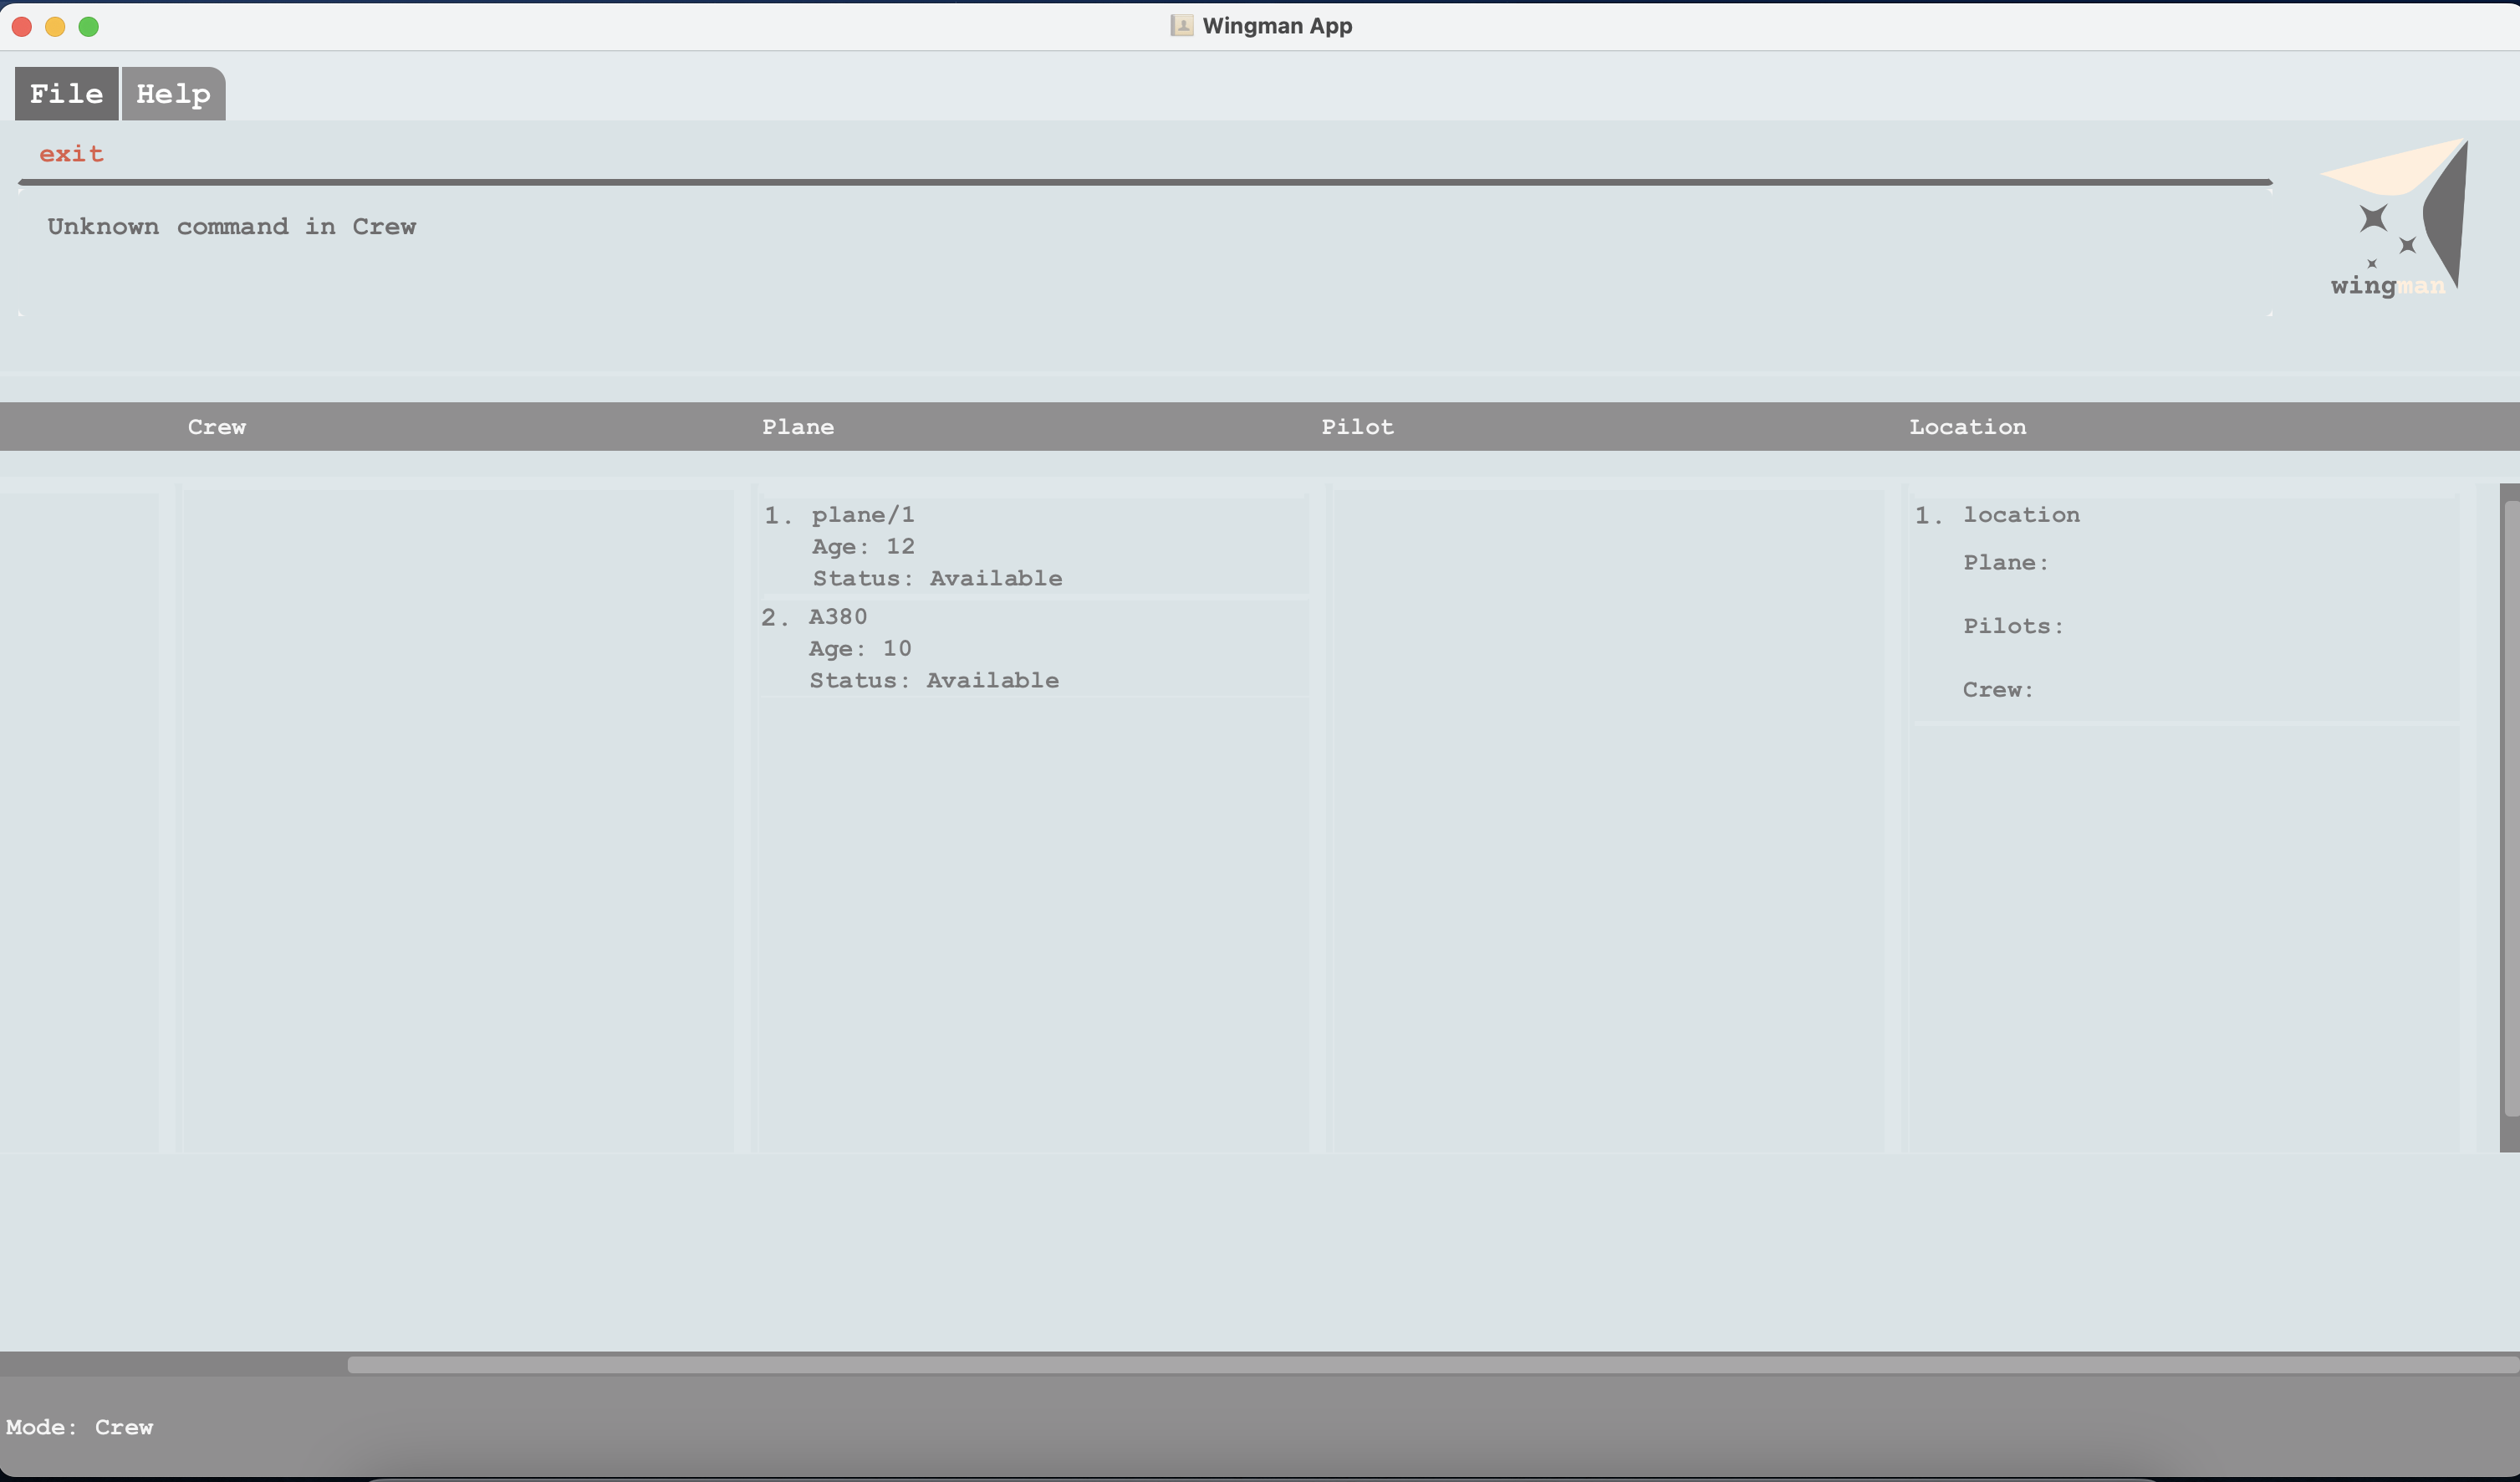 Wingman App
File Help
exit
Unknown command in Crew
wingman
Crew Plane Pilot Location
1. plane/1
Age: 12
Status: Available
2. A380
Age: 10
Status: Available
1. location
Plane:
Pilots:
Crew:
Mode: Crew